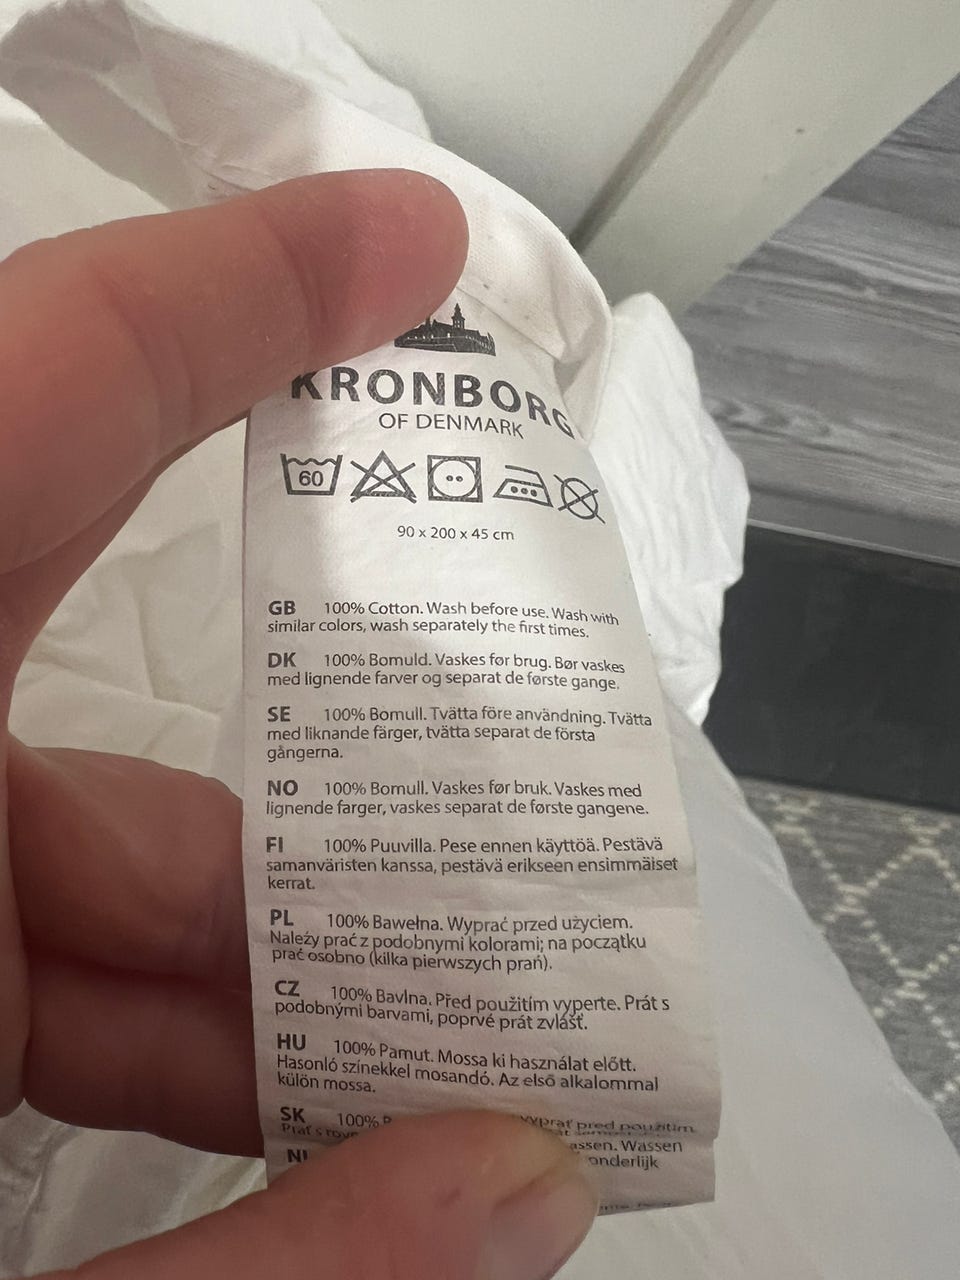 KRONBORG
OF DENMARK
60
90 x 200 x 45 cm
GB 100% Cotton. Wash before use. Wash with
similar colors, wash separately the first times.
DK 100% Bomuld. Vaskes før brug. Bør vaskes
med lignende farver og separat de første gange.
SE 100% Bomull. Tvätta före användning. Tvätta
med liknande färger, tvätta separat de första
gångerna.
NO 100% Bomull. Vaskes før bruk. Vaskes med
lignende farger, vaskes separat de første gangene.
FI 100% Puuvilla. Pese ennen käyttöä. Pestävä
samanväristen kanssa, pestävä erikseen ensimmäiset
kerrat.
PL 100% Bawełna. Wyprać przed użyciem.
Należy prać z podobnymi kolorami; na początku
prać osobno (kilka pierwszych prań).
CZ 100% Bavlna. Před použitím vyperte. Prát s
podobnými barvami, poprvé prát zvlášť.
HU 100% Pamut. Mossa ki használat előtt.
Hasonló színekkel mosandó. Az első alkalommal
külön mossa.
SK 100% vyprať pred použitím.
Prať s
NL Wassen